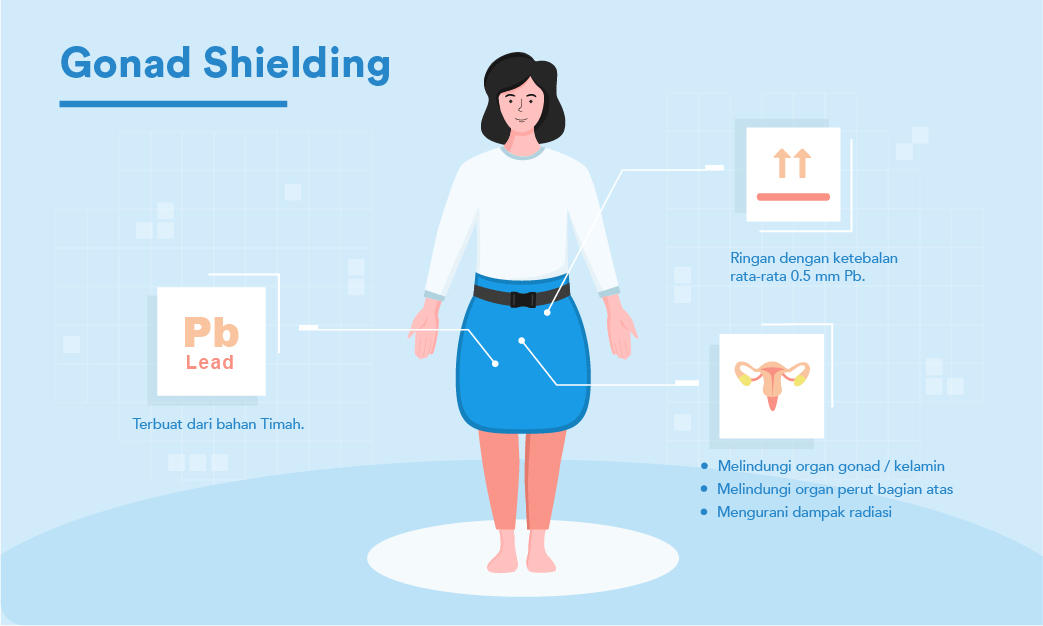 Gonad Shielding
Ringan dengan ketebalan
rata-rata 0.5 mm Pb.
Pb
Lead
Terbuat dari bahan Timah.
• Melindungi organ gonad / kelamin
• Melindungi organ perut bagian atas
• Mengurani dampak radiasi